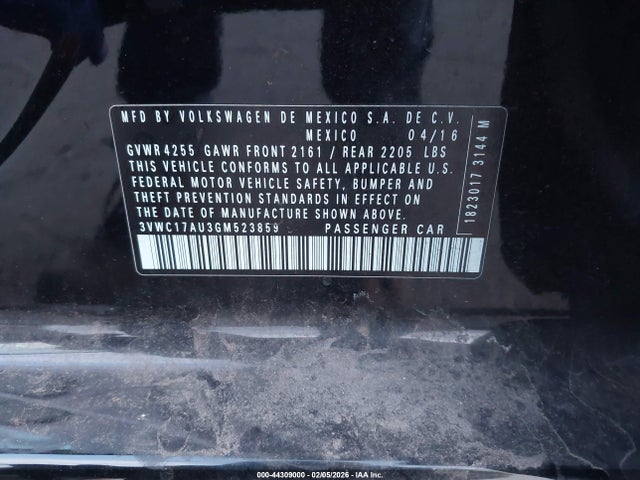 MFD BY VOLKSWAGEN DE MEXICO S.A. DE C.V.
MEXICO 04/16
GVWR 4255 GAWR FRONT 2161 / REAR 2205 LBS
THIS VEHICLE CONFORMS TO ALL APPLICABLE U.S.
FEDERAL MOTOR VEHICLE SAFETY, BUMPER AND
THEFT PREVENTION STANDARDS IN EFFECT ON
THE DATE OF MANUFACTURE SHOWN ABOVE.
3VWC17AU3GM523859 PASSENGER CAR
1823017 3144 M
000-44309000 - 02/05/2026 - IAA Inc.